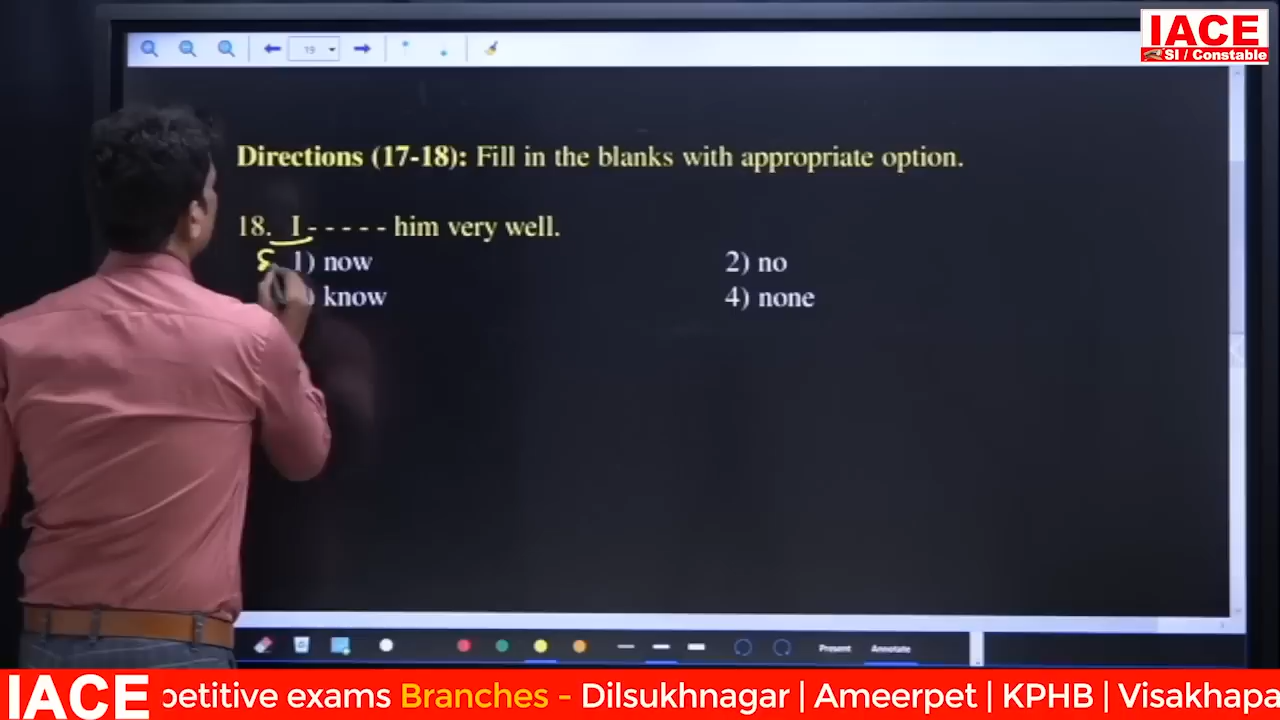 IACE
SI / Constable
19
Directions (17-18): Fill in the blanks with appropriate option.
18. I - - - - - him very well.
S 1) now
2) no
) know
4) none
Present
Annotate
IACE
petitive exams Branches - Dilsukhnagar | Ameerpet | KPHB | Visakhapa